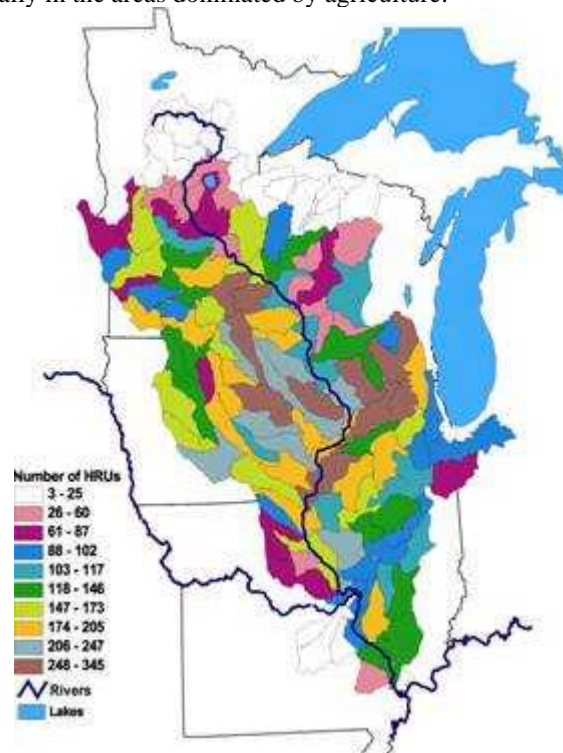 ally in the areas dominated by agriculture.
Number of HRUs
3 - 25
26 - 60
61 - 87
88 - 102
103 - 117
118 - 146
147 - 173
174 - 205
206 - 247
248 - 345
Rivers
Lakes